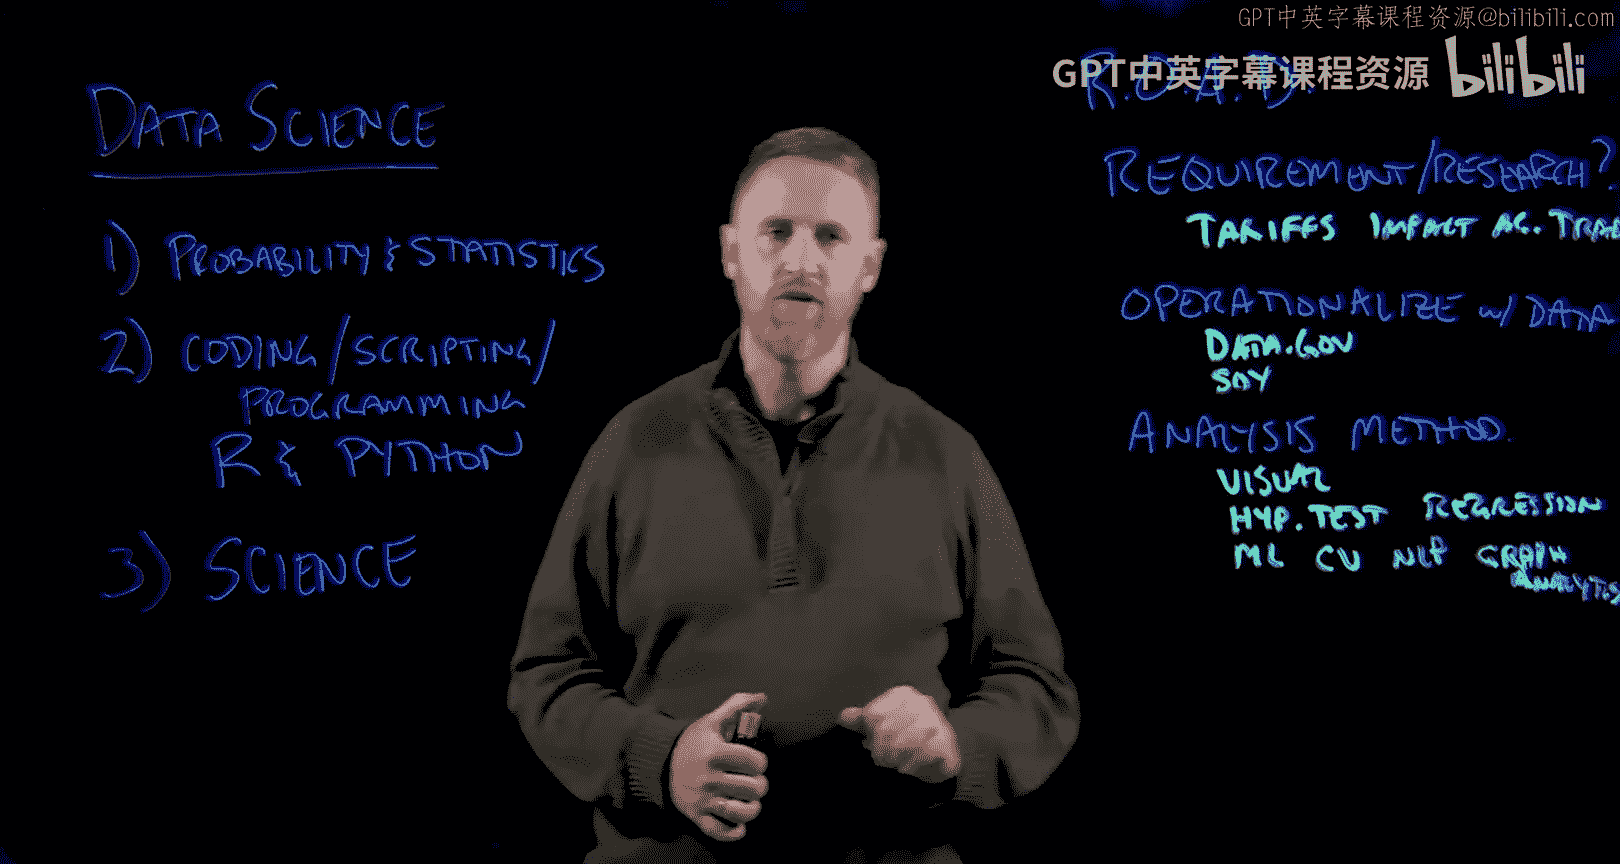 GPT中英字幕课程资源@bilibili.com
GPT中英字幕课程资源 bilibili
DATA SCIENCE
1) PROBABILITY & STATISTICS
2) CODING/SCRIPTING/
PROGRAMMING
R & PYTHON
3) SCIENCE
R.O.A.D.
REQUIREMENT/RESEARCH?
TARIFFS IMPACT AG. TRAD
OPERATIONALIZE w/ DATA
DATA.GOV
SOY
ANALYSIS METHOD.
VISUAL
HYP. TEST REGRESSION
ML CV NLP GRAPH
ANALYTICS